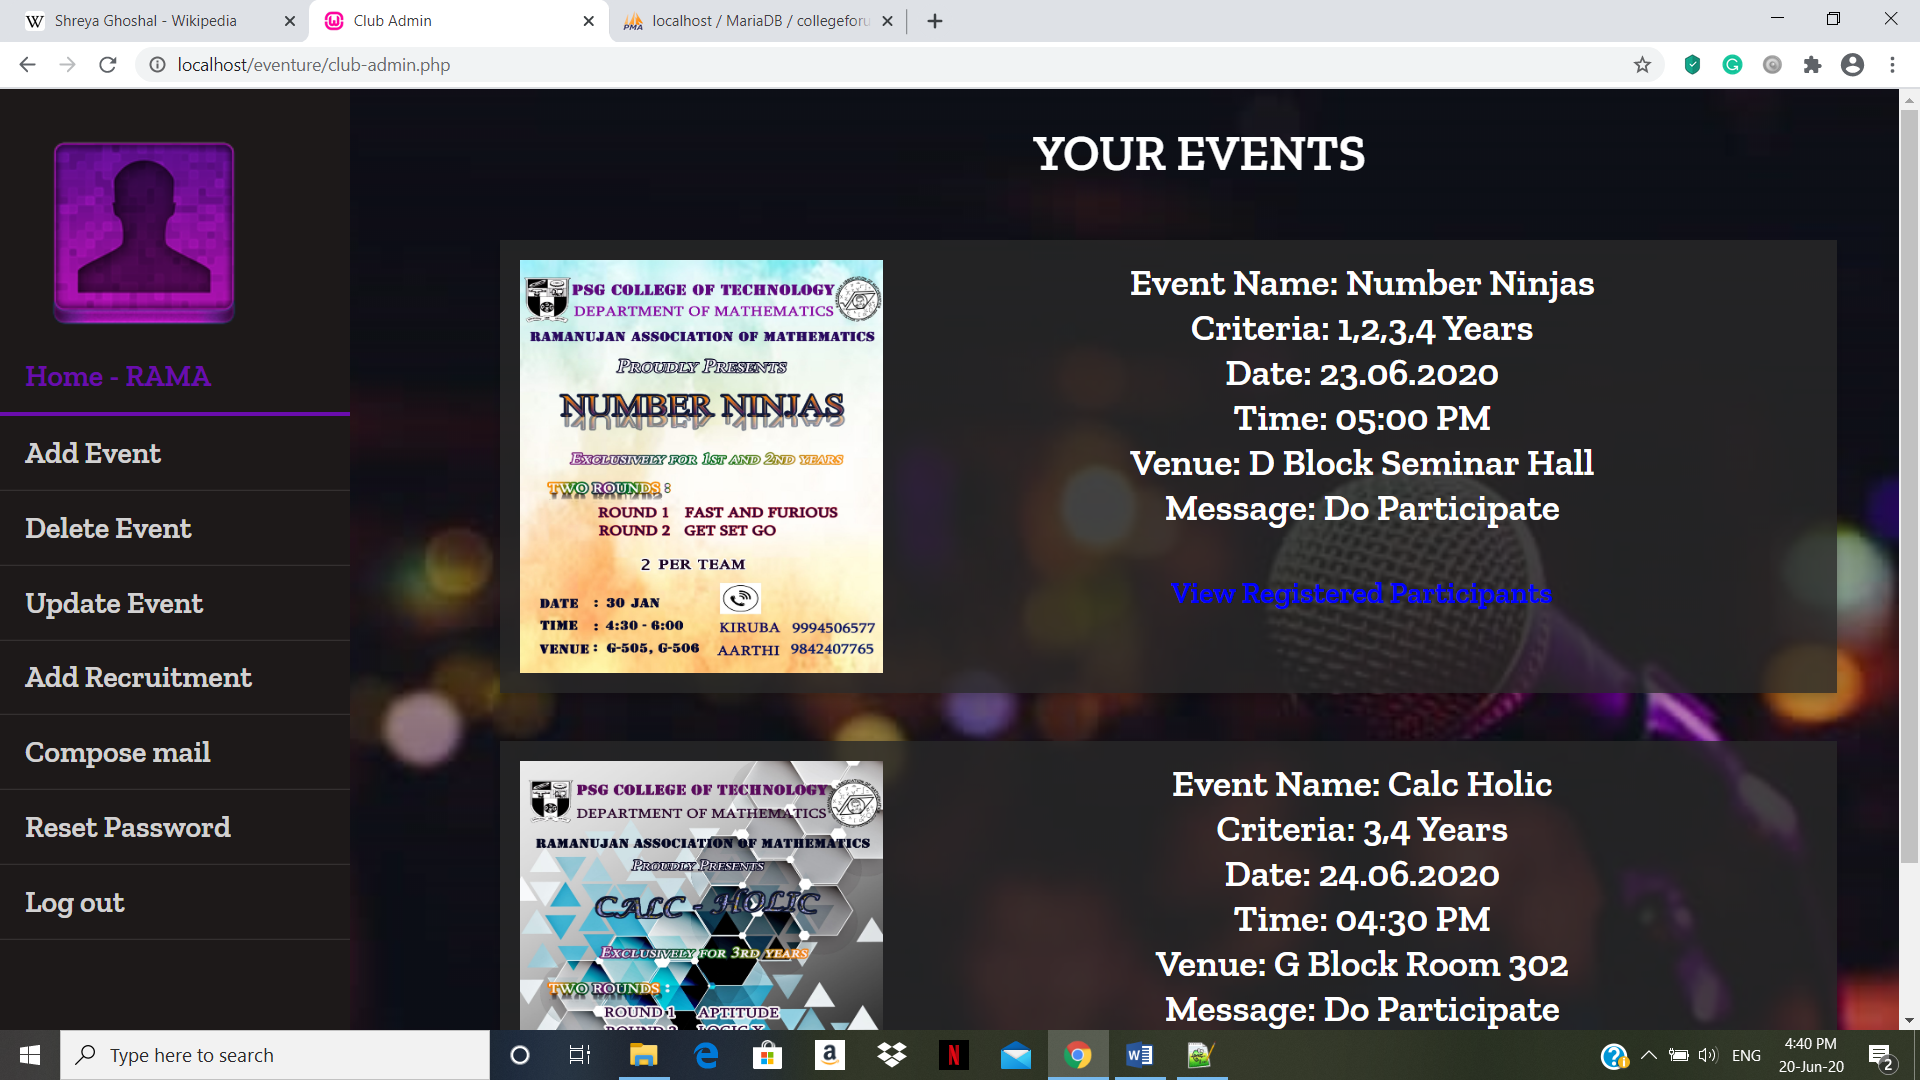 Shreya Ghoshal - Wikipedia
Club Admin
localhost / MariaDB / collegeforu
localhost/eventure/club-admin.php
Home - RAMA
Add Event
Delete Event
Update Event
Add Recruitment
Compose mail
Reset Password
Log out
YOUR EVENTS
PSG COLLEGE OF TECHNOLOGY
DEPARTMENT OF MATHEMATICS
RAMANUJAN ASSOCIATION OF MATHEMATICS
PROUDLY PRESENTS
NUMBER NINJAS
EXCLUSIVELY FOR 1ST AND 2ND YEARS
TWO ROUNDS :
ROUND 1 FAST AND FURIOUS
ROUND 2 GET SET GO
2 PER TEAM
DATE : 30 JAN
TIME : 4:30 - 6:00
VENUE : G-505, G-506
KIRUBA 9994506577
AARTHI 9842407765
Event Name: Number Ninjas
Criteria: 1,2,3,4 Years
Date: 23.06.2020
Time: 05:00 PM
Venue: D Block Seminar Hall
Message: Do Participate
View Registered Participants
PSG COLLEGE OF TECHNOLOGY
DEPARTMENT OF MATHEMATICS
RAMANUJAN ASSOCIATION OF MATHEMATICS
PROUDLY PRESENTS
CALC - HOLIC
EXCLUSIVELY FOR 3RD YEARS
TWO ROUNDS :
ROUND 1 APTITUDE
Event Name: Calc Holic
Criteria: 3,4 Years
Date: 24.06.2020
Time: 04:30 PM
Venue: G Block Room 302
Message: Do Participate
Type here to search
ENG
4:40 PM
20-Jun-20
2